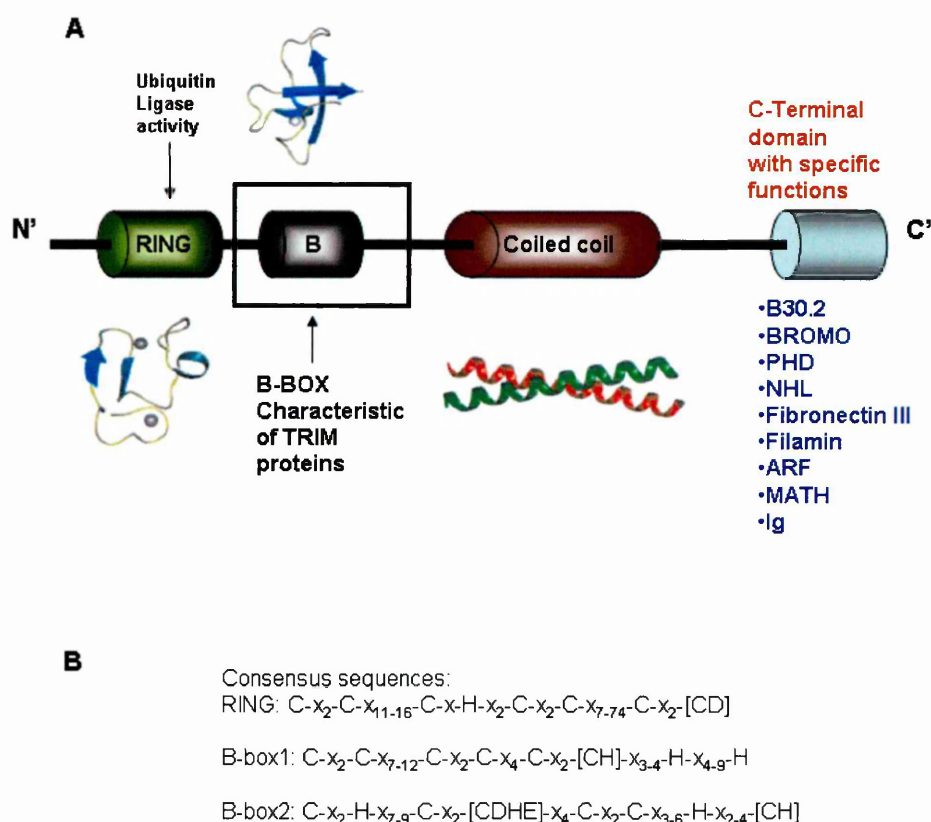 A
Ubiquitin
Ligase
activity
C-Terminal
domain
with specific
functions
N'
RING
B
Coiled coil
C'
B-BOX
Characteristic
of TRIM
proteins
•B30.2
•BROMO
•PHD
•NHL
•Fibronectin III
•Filamin
•ARF
•MATH
•Ig
B
Consensus sequences:
RING: C-x₂-C-x₁₁₋₁₆-C-x-H-x₂-C-x₂-C-x₇₋₇₄-C-x₂-[CD]
B-box1: C-x₂-C-x₇₋₁₂-C-x₂-C-x₄-C-x₂-[CH]-x₃₋₄-H-x₄₋₉-H
B-box2: C-x₂-H-x₇₋₉-C-x₂-[CDHE]-x₄-C-x₂-C-x₃₋₆-H-x₂₋₄-[CH]